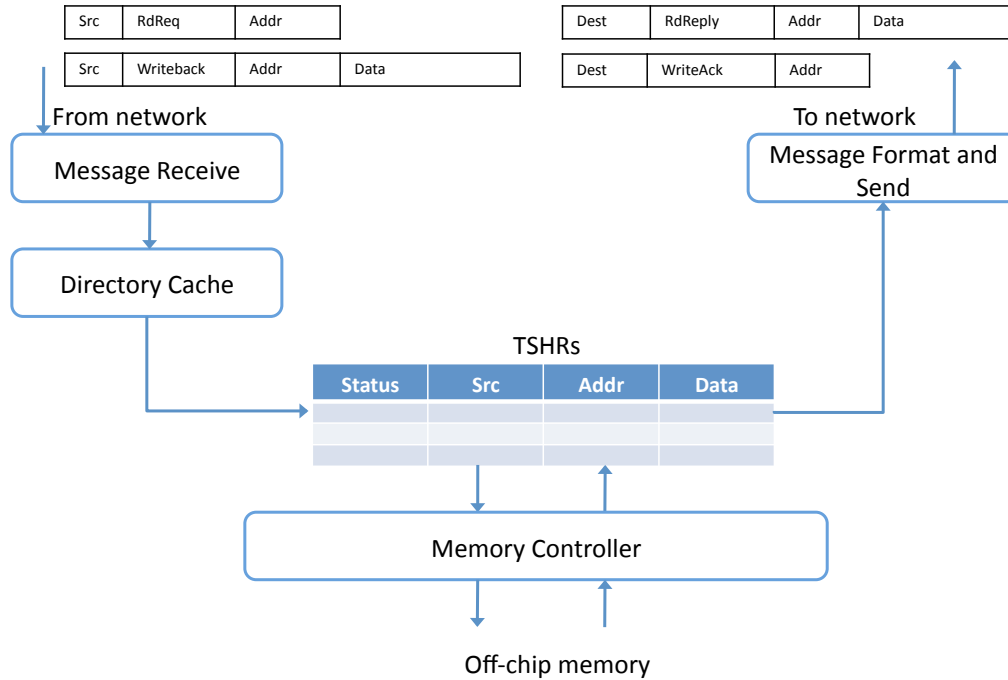 Src RdReq Addr
Dest RdReply Addr Data
Src Writeback Addr Data
Dest WriteAck Addr
From network
To network
Message Receive
Message Format and
Send
Directory Cache
TSHRs
Status Src Addr Data
Memory Controller
Off-chip memory